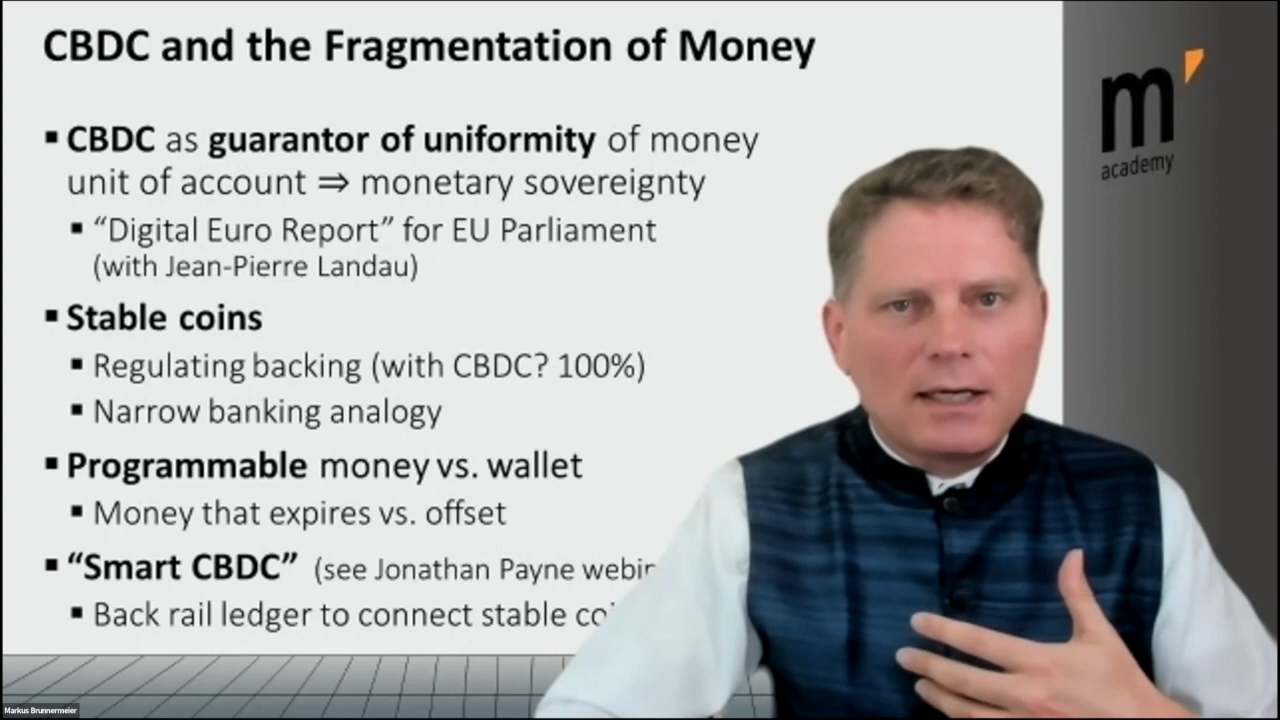 CBDC and the Fragmentation of Money
▪ CBDC as guarantor of uniformity of money
unit of account ⇒ monetary sovereignty
▪ “Digital Euro Report” for EU Parliament
(with Jean-Pierre Landau)
▪ Stable coins
▪ Regulating backing (with CBDC? 100%)
▪ Narrow banking analogy
▪ Programmable money vs. wallet
▪ Money that expires vs. offset
▪ “Smart CBDC” (see Jonathan Payne
▪ Back rail ledger to connect stable
m'
academy
Markus Brunnermeier